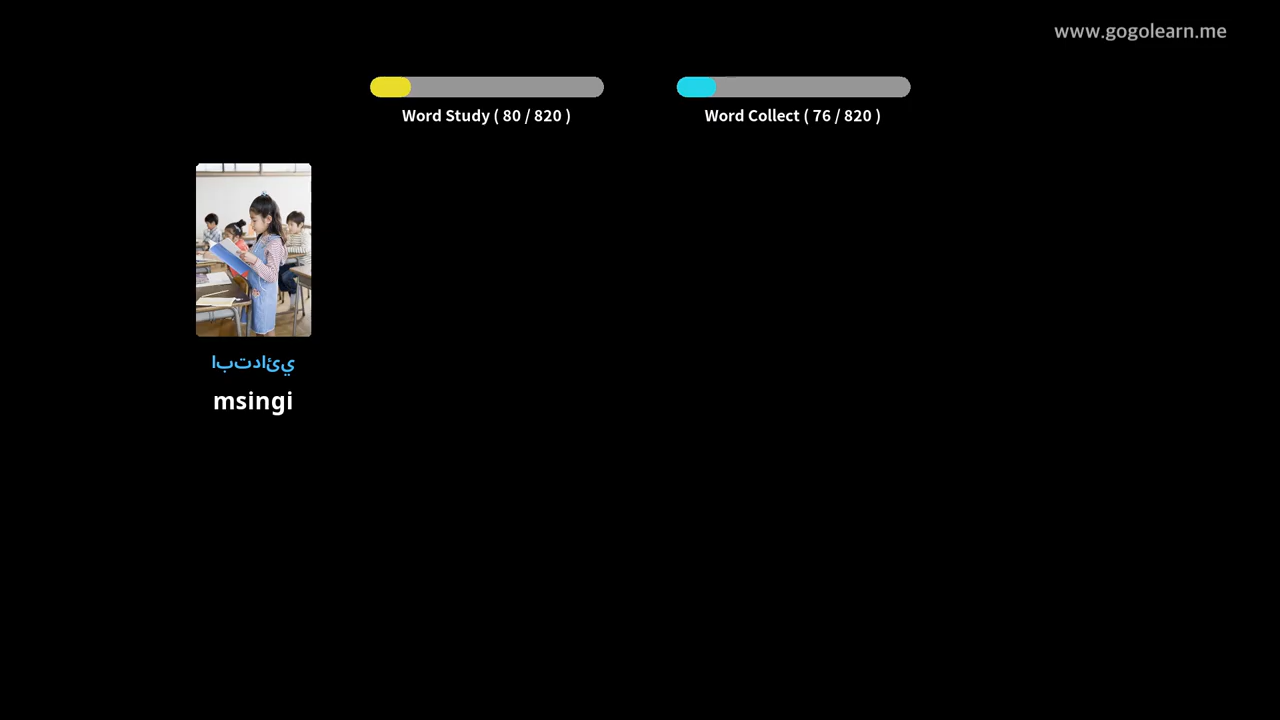 www.gogolearn.me
Word Study ( 80 / 820 )
Word Collect ( 76 / 820 )
ابتدائي
msingi